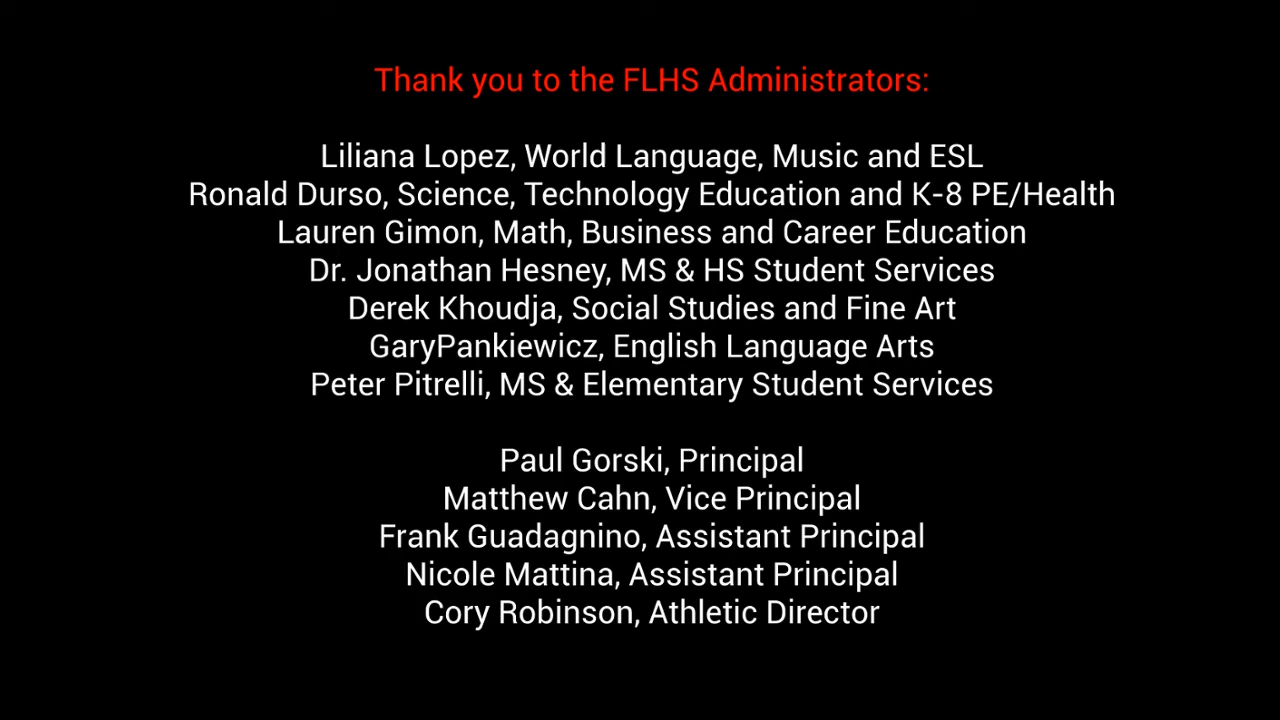 Thank you to the FLHS Administrators:
Liliana Lopez, World Language, Music and ESL
Ronald Durso, Science, Technology Education and K-8 PE/Health
Lauren Gimon, Math, Business and Career Education
Dr. Jonathan Hesney, MS & HS Student Services
Derek Khoudja, Social Studies and Fine Art
GaryPankiewicz, English Language Arts
Peter Pitrelli, MS & Elementary Student Services
Paul Gorski, Principal
Matthew Cahn, Vice Principal
Frank Guadagnino, Assistant Principal
Nicole Mattina, Assistant Principal
Cory Robinson, Athletic Director